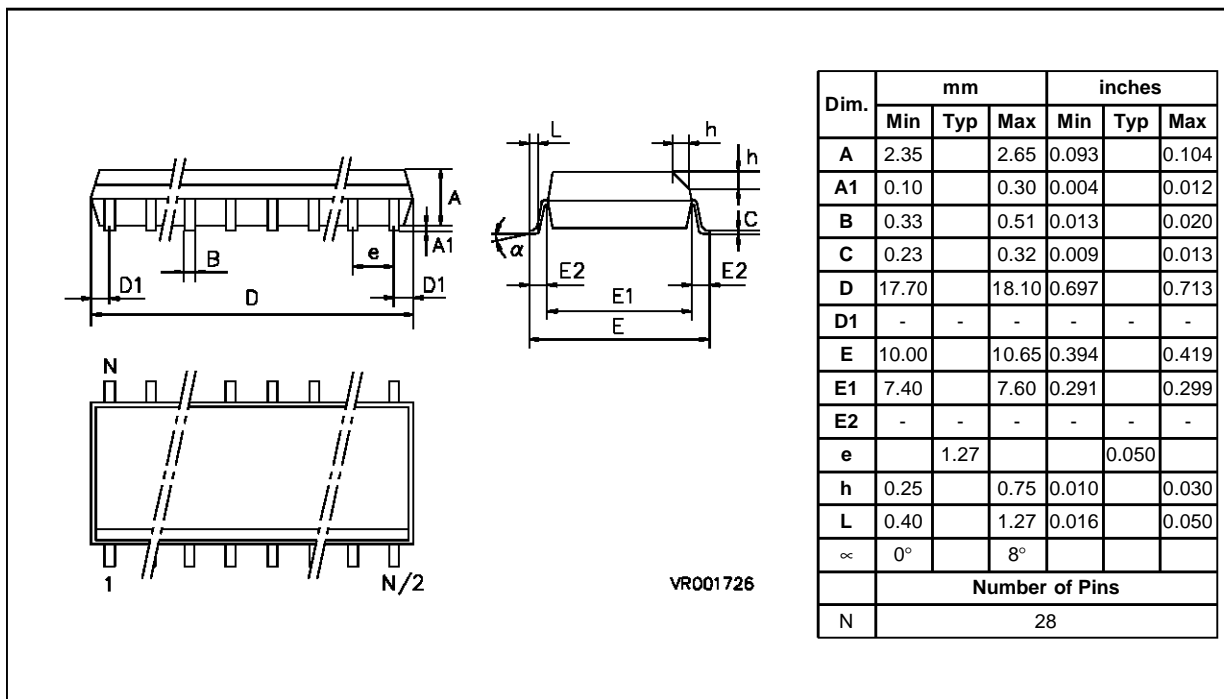 L
h
h
A
A1
C
α
B
e
E2
E2
D1
D1
D
E1
E
N
1
N/2
VR001726
Dim. mm inches
Min Typ Max Min Typ Max
A 2.35 2.65 0.093 0.104
A1 0.10 0.30 0.004 0.012
B 0.33 0.51 0.013 0.020
C 0.23 0.32 0.009 0.013
D 17.70 18.10 0.697 0.713
D1 - - - - - -
E 10.00 10.65 0.394 0.419
E1 7.40 7.60 0.291 0.299
E2 - - - - - -
e 1.27 0.050
h 0.25 0.75 0.010 0.030
L 0.40 1.27 0.016 0.050
∝ 0° 8°
Number of Pins
N 28